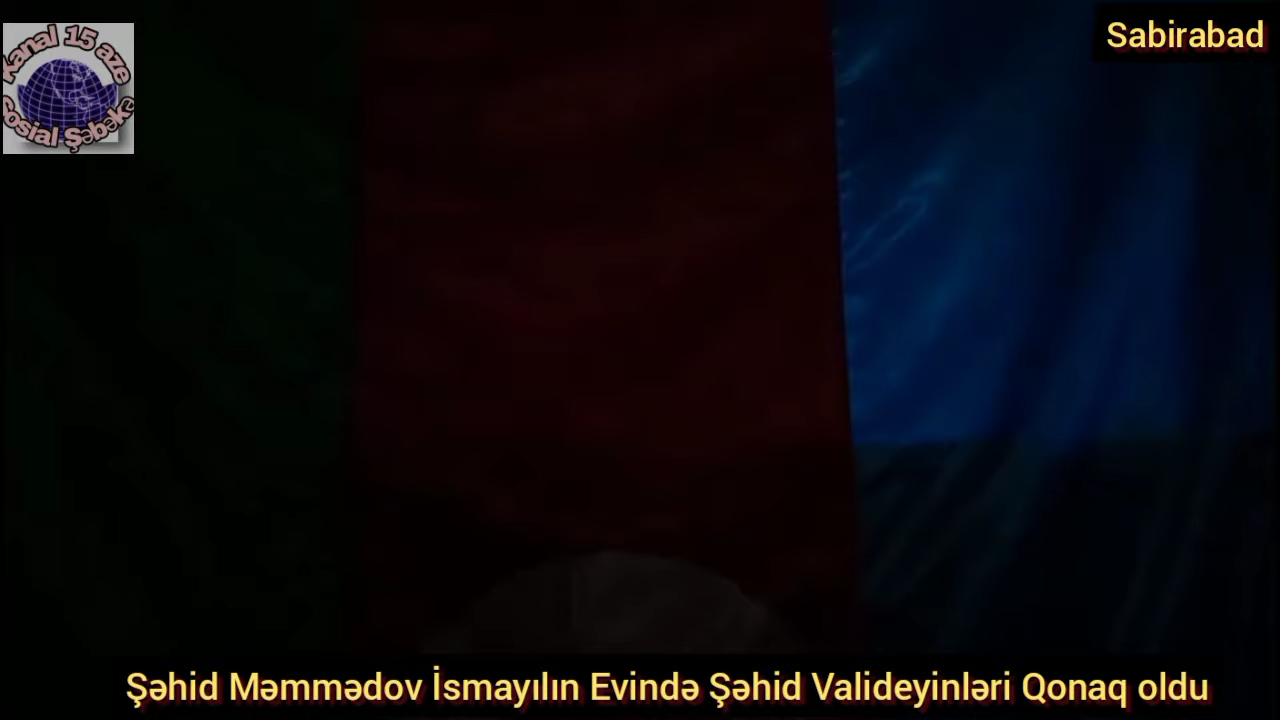 Kanal 15 aze
Sosial Şəbəkə
Sabirabad
Şəhid Məmmədov İsmayılın Evində Şəhid Valideyinləri Qonaq oldu